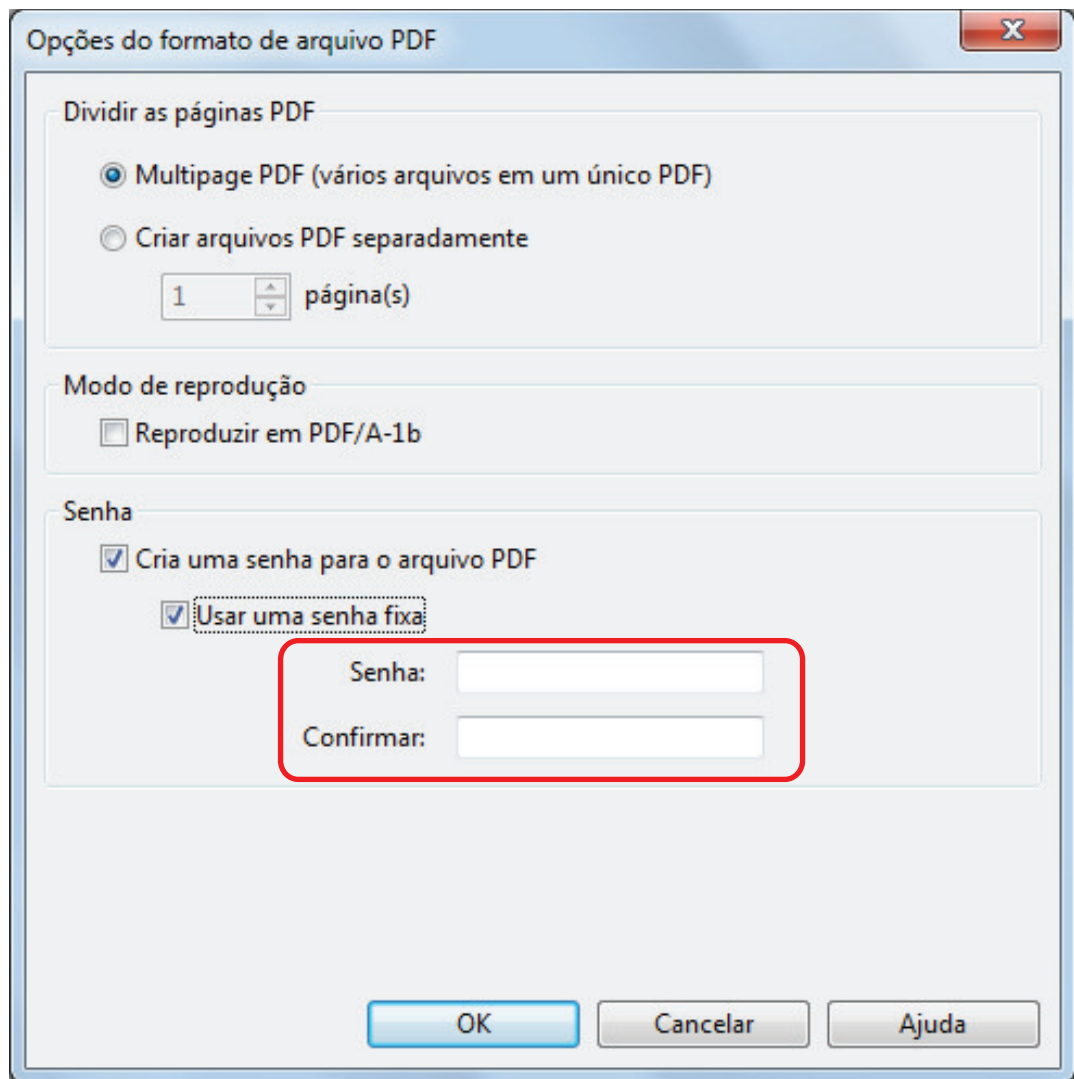 Opções do formato de arquivo PDF
X
Dividir as páginas PDF
Multipage PDF (vários arquivos em um único PDF)
Criar arquivos PDF separadamente
1 página(s)
Modo de reprodução
Reproduzir em PDF/A-1b
Senha
Cria uma senha para o arquivo PDF
Usar uma senha fixa
Senha:
Confirmar:
OK Cancelar Ajuda